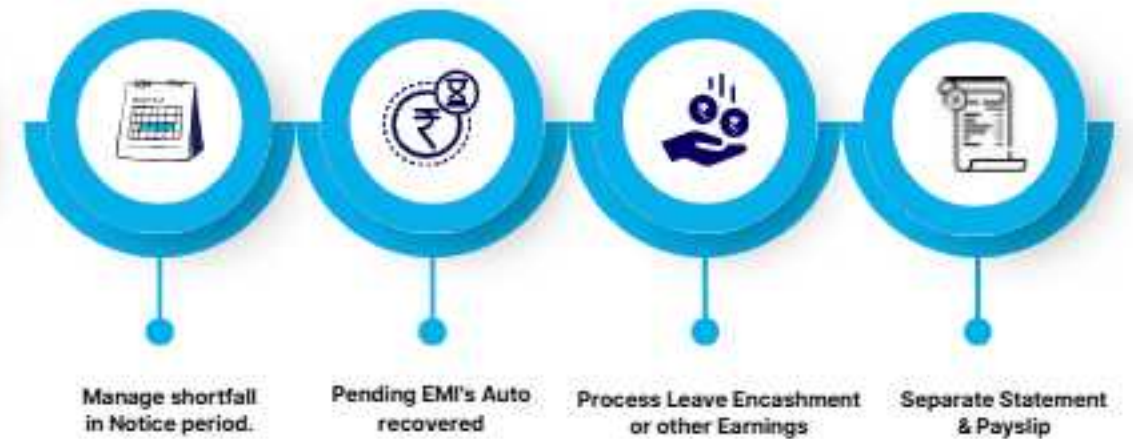 Manage shortfall
in Notice period.
Pending EMI's Auto
recovered
Process Leave Encashment
or other Earnings
Separate Statement
& Payslip